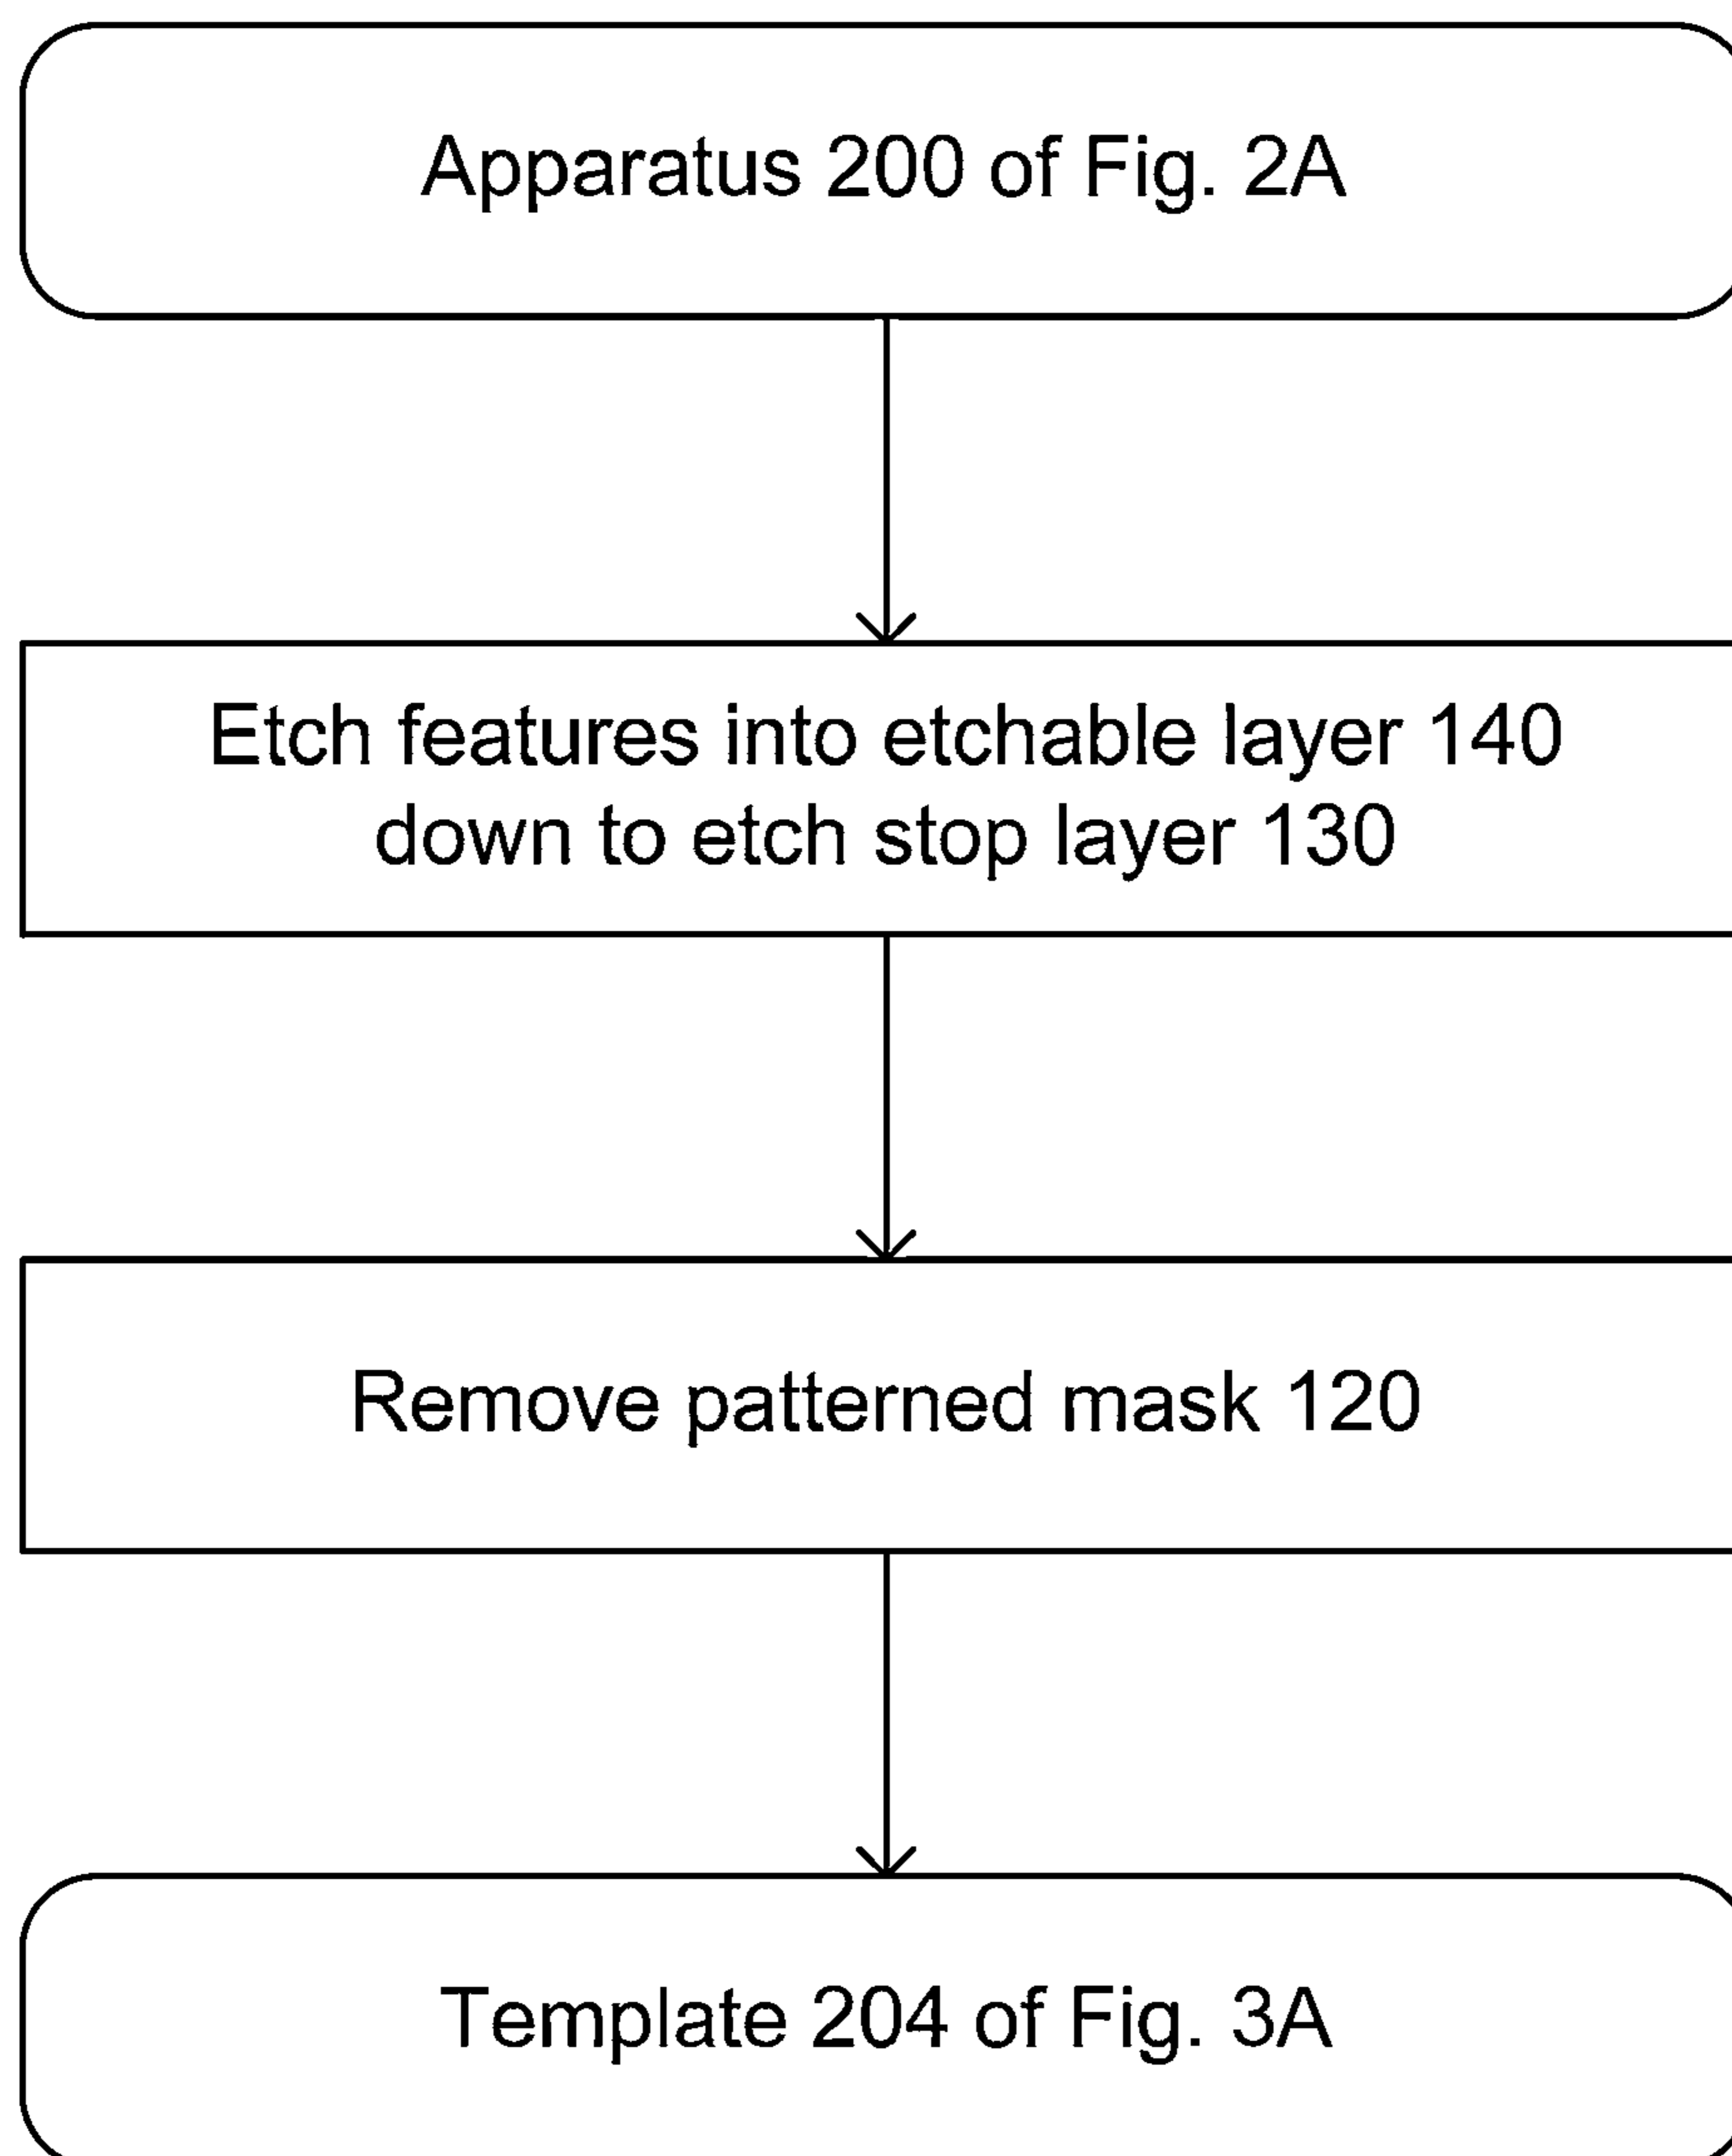 Apparatus 200 of Fig. 2A
Etch features into etchable layer 140
down to etch stop layer 130
Remove patterned mask 120
Template 204 of Fig. 3A